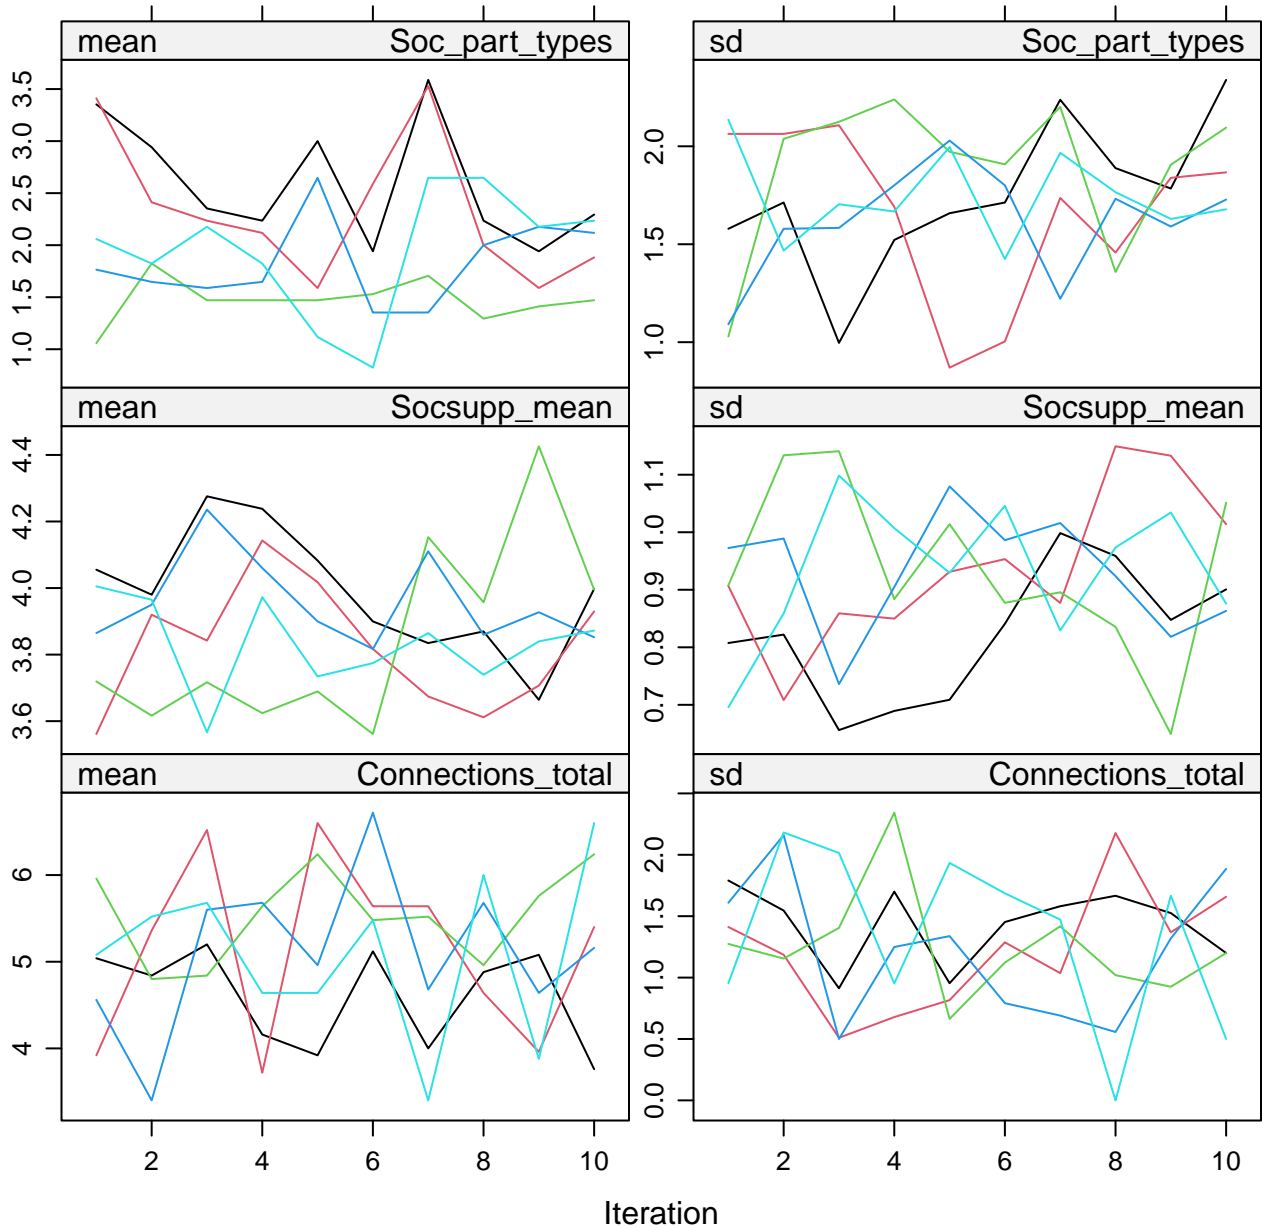 mean Soc_part_types
sd Soc_part_types
1.0 1.5 2.0 2.5 3.0 3.5
1.0 1.5 2.0
mean Socsupp_mean
sd Socsupp_mean
3.6 3.8 4.0 4.2 4.4
0.7 0.8 0.9 1.0 1.1
mean Connections_total
sd Connections_total
4 5 6
0.0 0.5 1.0 1.5 2.0
2 4 6 8 10
2 4 6 8 10
Iteration